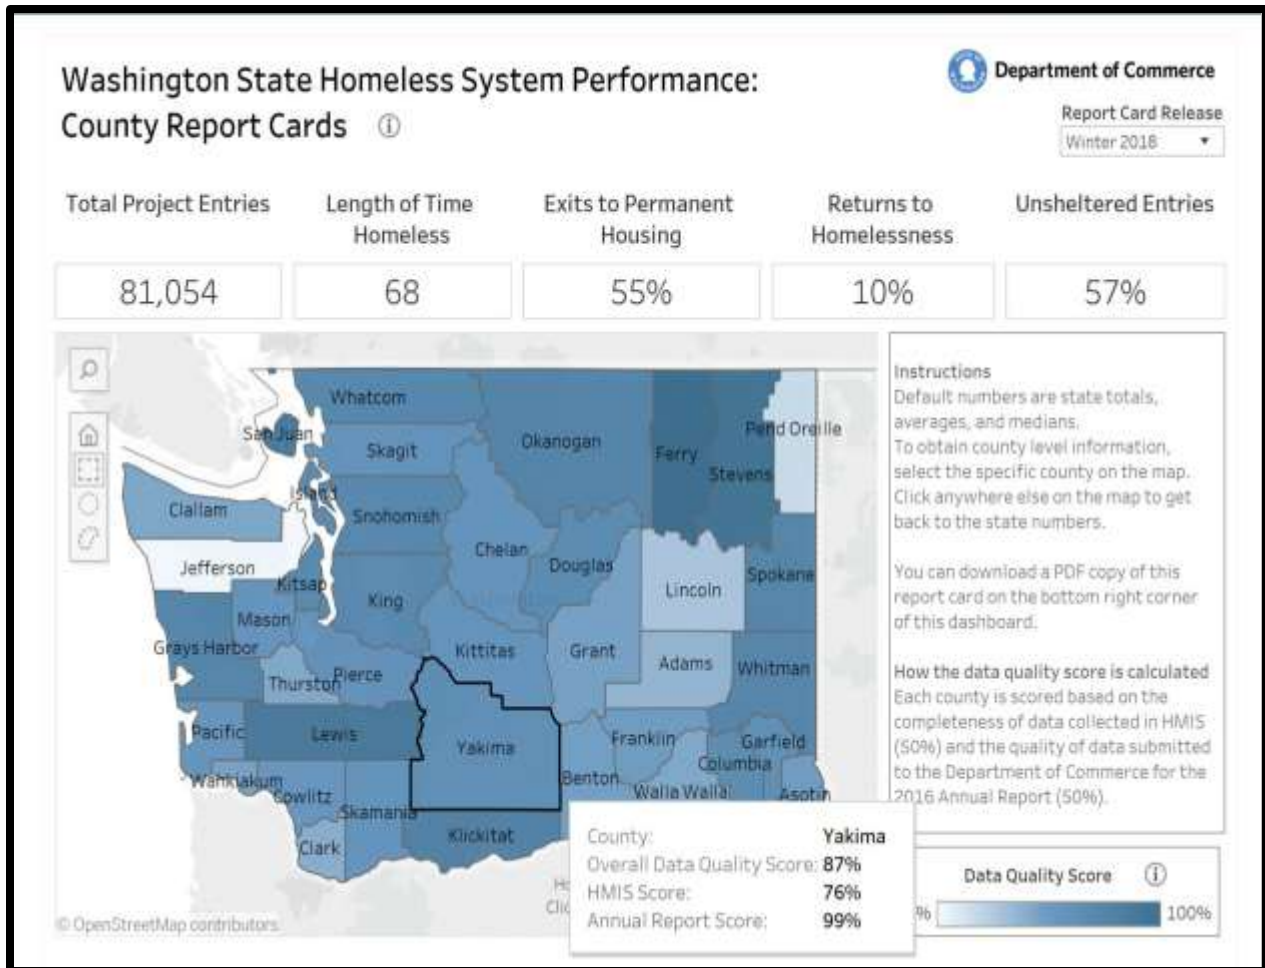 Washington State Homeless System Performance:
County Report Cards
Department of Commerce
Report Card Release
Winter 2018
Total Project Entries
Length of Time
Homeless
Exits to Permanent
Housing
Returns to
Homelessness
Unsheltered Entries
81,054
68
55%
10%
57%
Whatcom
San Juan
Skagit
Okanogan
Ferry
Stevens
Pend Oreille
Island
Clallam
Snohomish
Chelan
Douglas
Jefferson
Kitsap
King
Lincoln
Spokane
Mason
Grays Harbor
Kittitas
Grant
Adams
Whitman
Thurston
Pierce
Pacific
Lewis
Yakima
Franklin
Garfield
Columbia
Wahkiakum
Cowlitz
Skamania
Benton
Walla Walla
Asotin
Clark
Klickitat
© OpenStreetMap contributors
Instructions
Default numbers are state totals,
averages, and medians.
To obtain county level information,
select the specific county on the map.
Click anywhere else on the map to get
back to the state numbers.
You can download a PDF copy of this
report card on the bottom right corner
of this dashboard.
How the data quality score is calculated
Each county is scored based on the
completeness of data collected in HMIS
(50%) and the quality of data submitted
to the Department of Commerce for the
2016 Annual Report (50%).
County: Yakima
Overall Data Quality Score: 87%
HMIS Score: 76%
Annual Report Score: 99%
Data Quality Score
% 100%